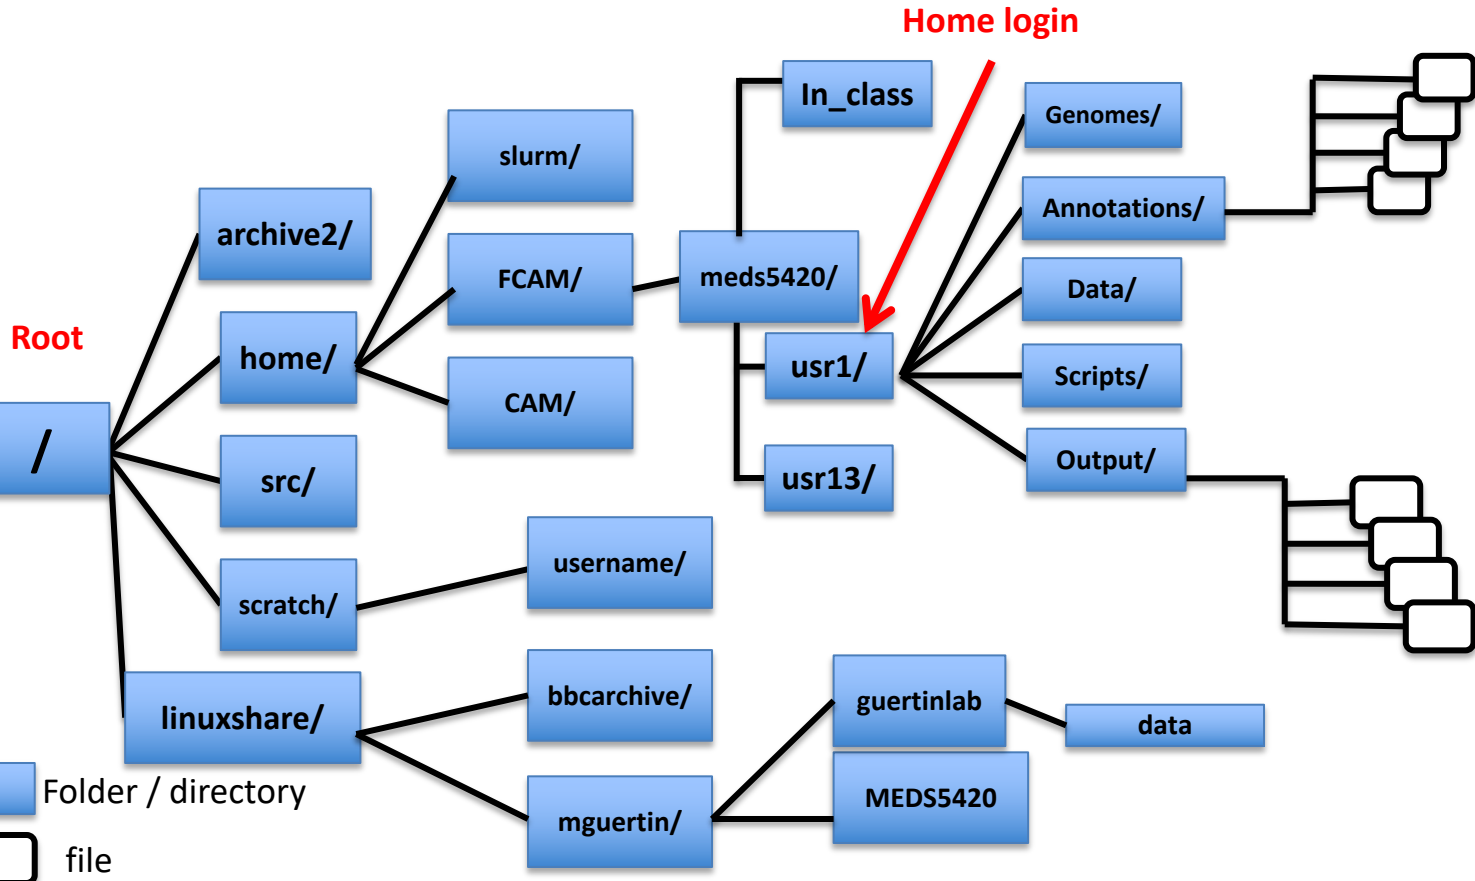 Home login
In_class
Genomes/
slurm/
Annotations/
archive2/
FCAM/
meds5420/
Data/
Root
home/
usr1/
Scripts/
CAM/
/
Output/
src/
usr13/
username/
scratch/
bbcarchive/
guertinlab
linuxshare/
data
Folder / directory
MEDS5420
mguertin/
file